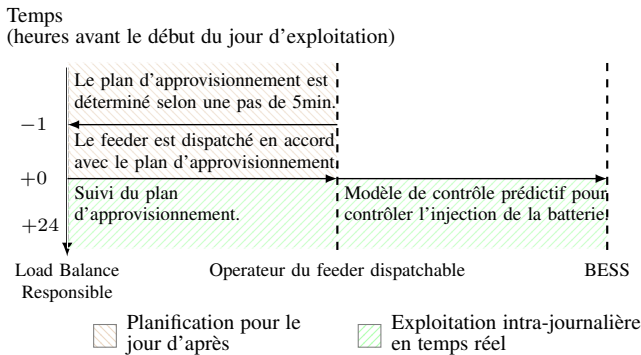 Temps
(heures avant le début du jour d'exploitation)
Le plan d'approvisionnement est
déterminé selon une pas de 5min.
−1
Le feeder est dispatché en accord
avec le plan d'approvisionnement
+0
Suivi du plan
d'approvisionnement.
Modèle de contrôle prédictif pour
contrôler l'injection de la batterie
+24
Load Balance
Responsible
Operateur du feeder dispatchable
BESS
Planification pour le
jour d'après
Exploitation intra-journalière
en temps réel